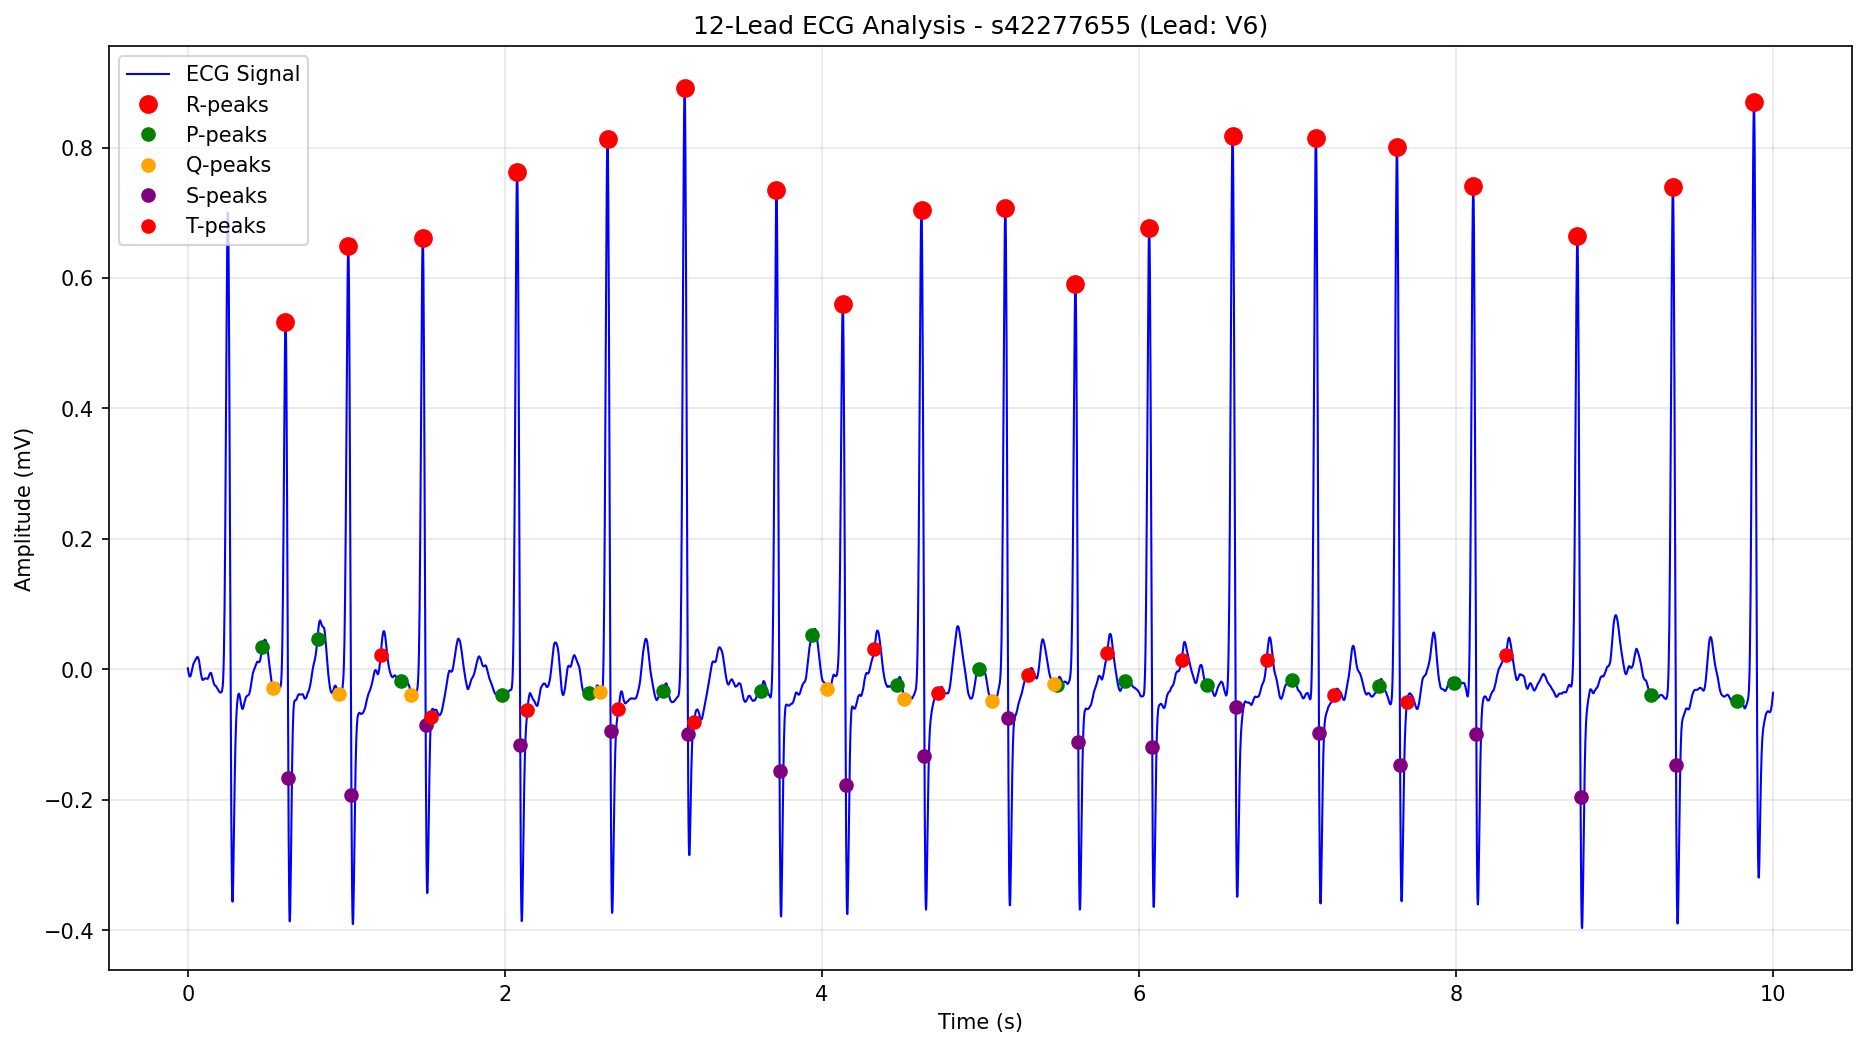 12-Lead ECG Analysis - s42277655 (Lead: V6)
ECG Signal
R-peaks
P-peaks
Q-peaks
S-peaks
T-peaks
Amplitude (mV)
0.8
0.6
0.4
0.2
0.0
−0.2
−0.4
0 2 4 6 8 10
Time (s)